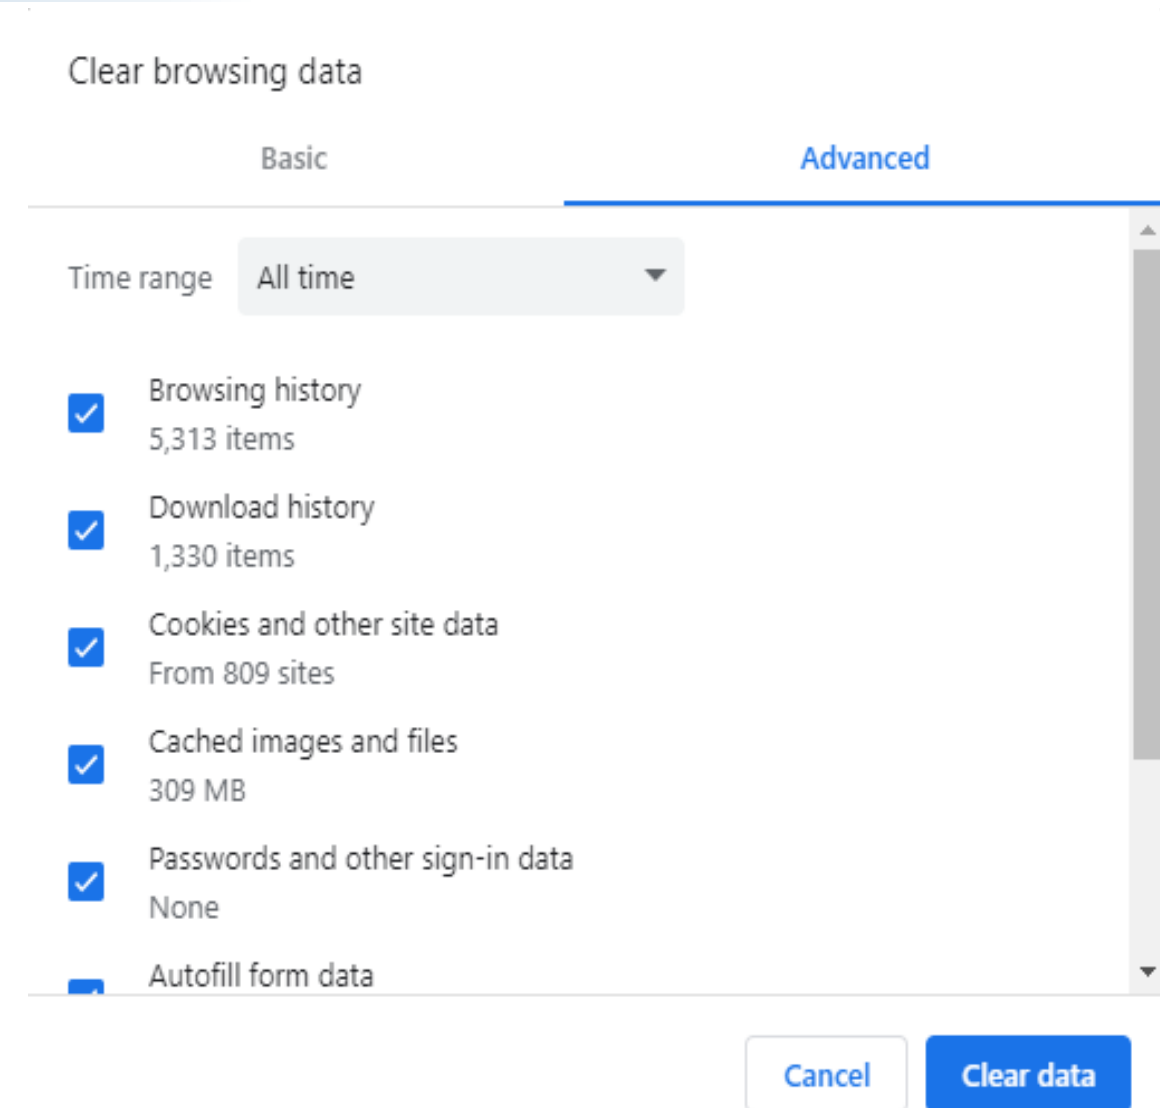 Clear browsing data
Basic
Advanced
Time range
All time
Browsing history
5,313 items
Download history
1,330 items
Cookies and other site data
From 809 sites
Cached images and files
309 MB
Passwords and other sign-in data
None
Autofill form data
Cancel
Clear data